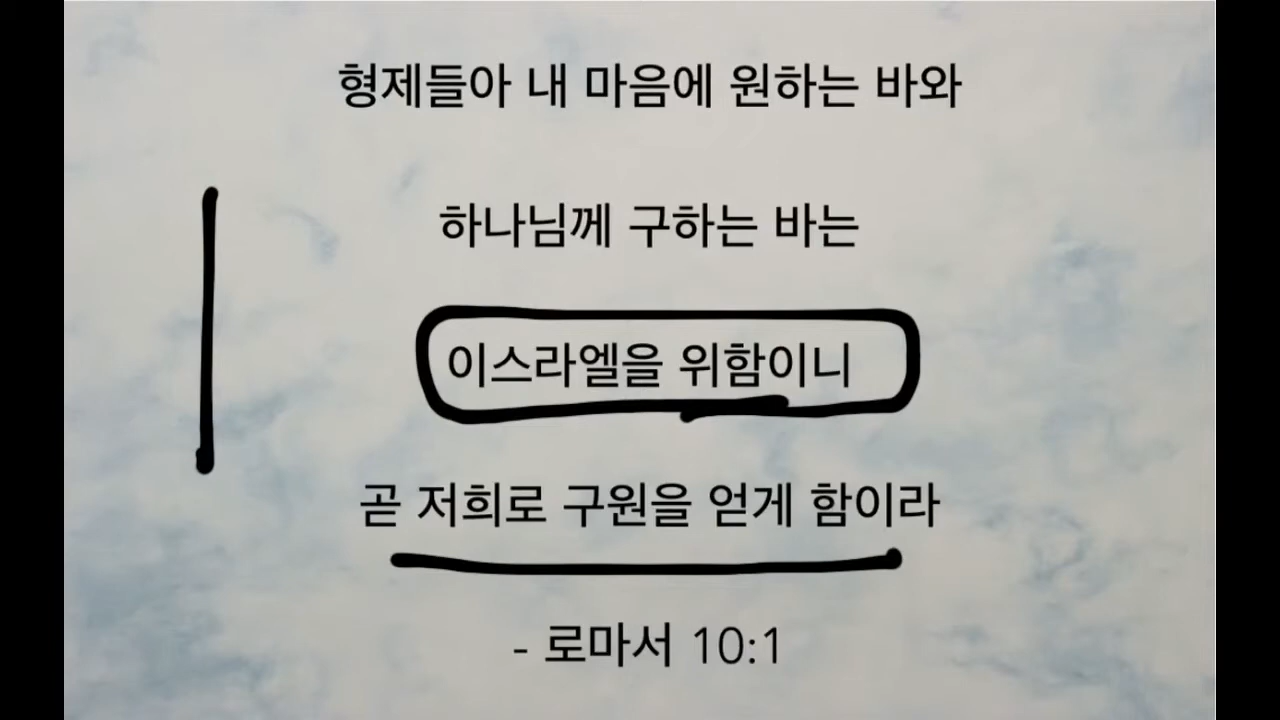 형제들아 내 마음에 원하는 바와
하나님께 구하는 바는
이스라엘을 위함이니
곧 저희로 구원을 얻게 함이라
- 로마서 10:1